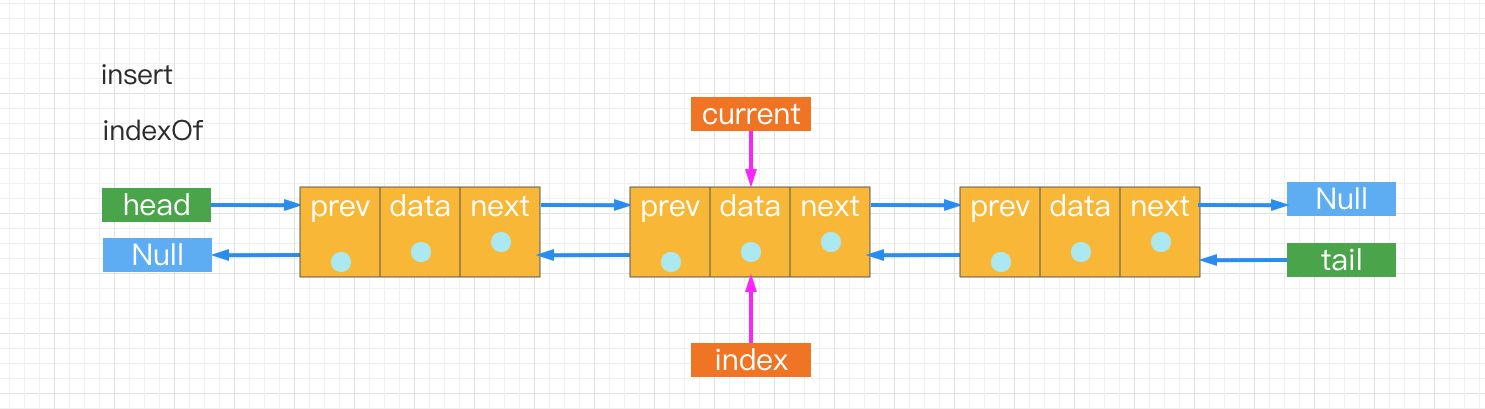 insert
current
indexOf
head prev data next prev data next prev data next Null
Null tail
index